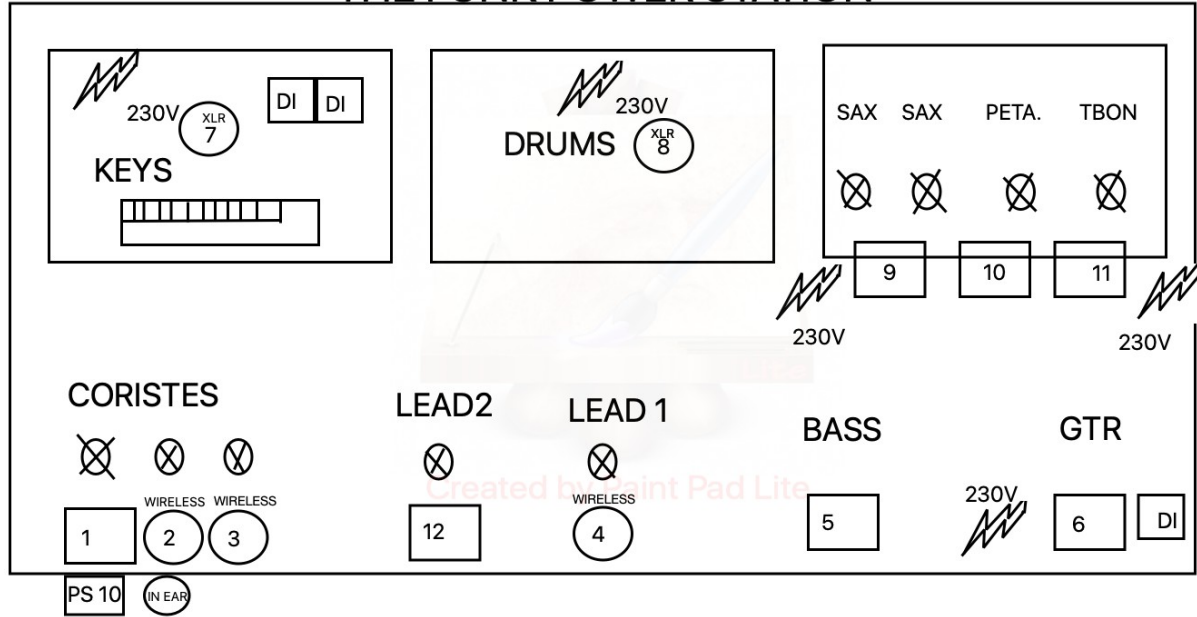 230V
XLR
7
DI
DI
KEYS
230V
DRUMS
XLR
8
SAX
SAX
PETA.
TBON
9
10
11
230V
230V
CORISTES
LEAD2
LEAD 1
BASS
GTR
Created by Paint Pad Lite
WIRELESS
WIRELESS
WIRELESS
230V
1
2
3
12
4
5
6
DI
PS 10
IN EAR